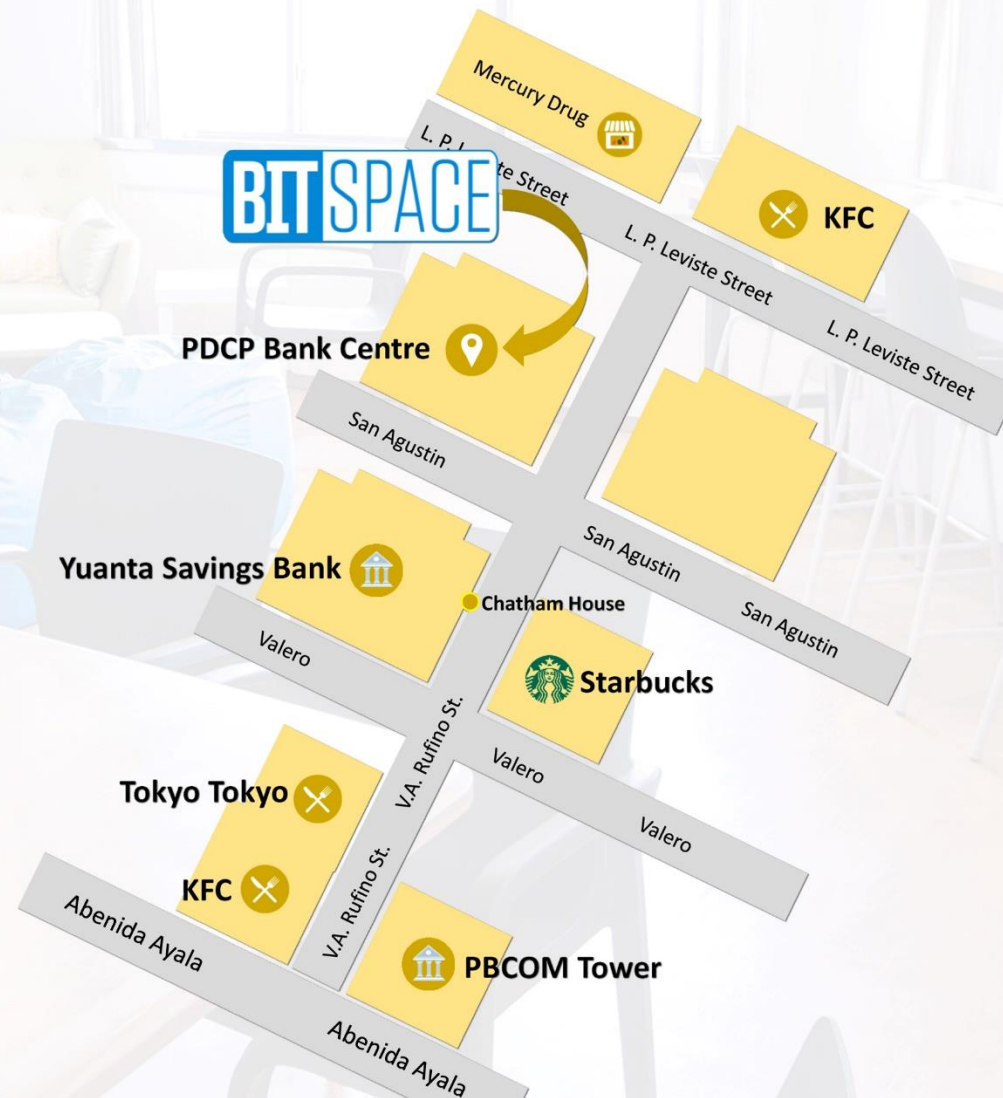 Mercury Drug
L. P. L te Street
BITSPACE
KFC
L. P. Leviste Street
L. P. Leviste Street
PDCP Bank Centre
San Agustin
San Agustin
San Agustin
Yuanta Savings Bank
Chatham House
Valero
Starbucks
V.A. Rufino St.
Valero
Valero
Tokyo Tokyo
KFC
V.A. Rufino St.
Abenida Ayala
PBCOM Tower
Abenida Ayala